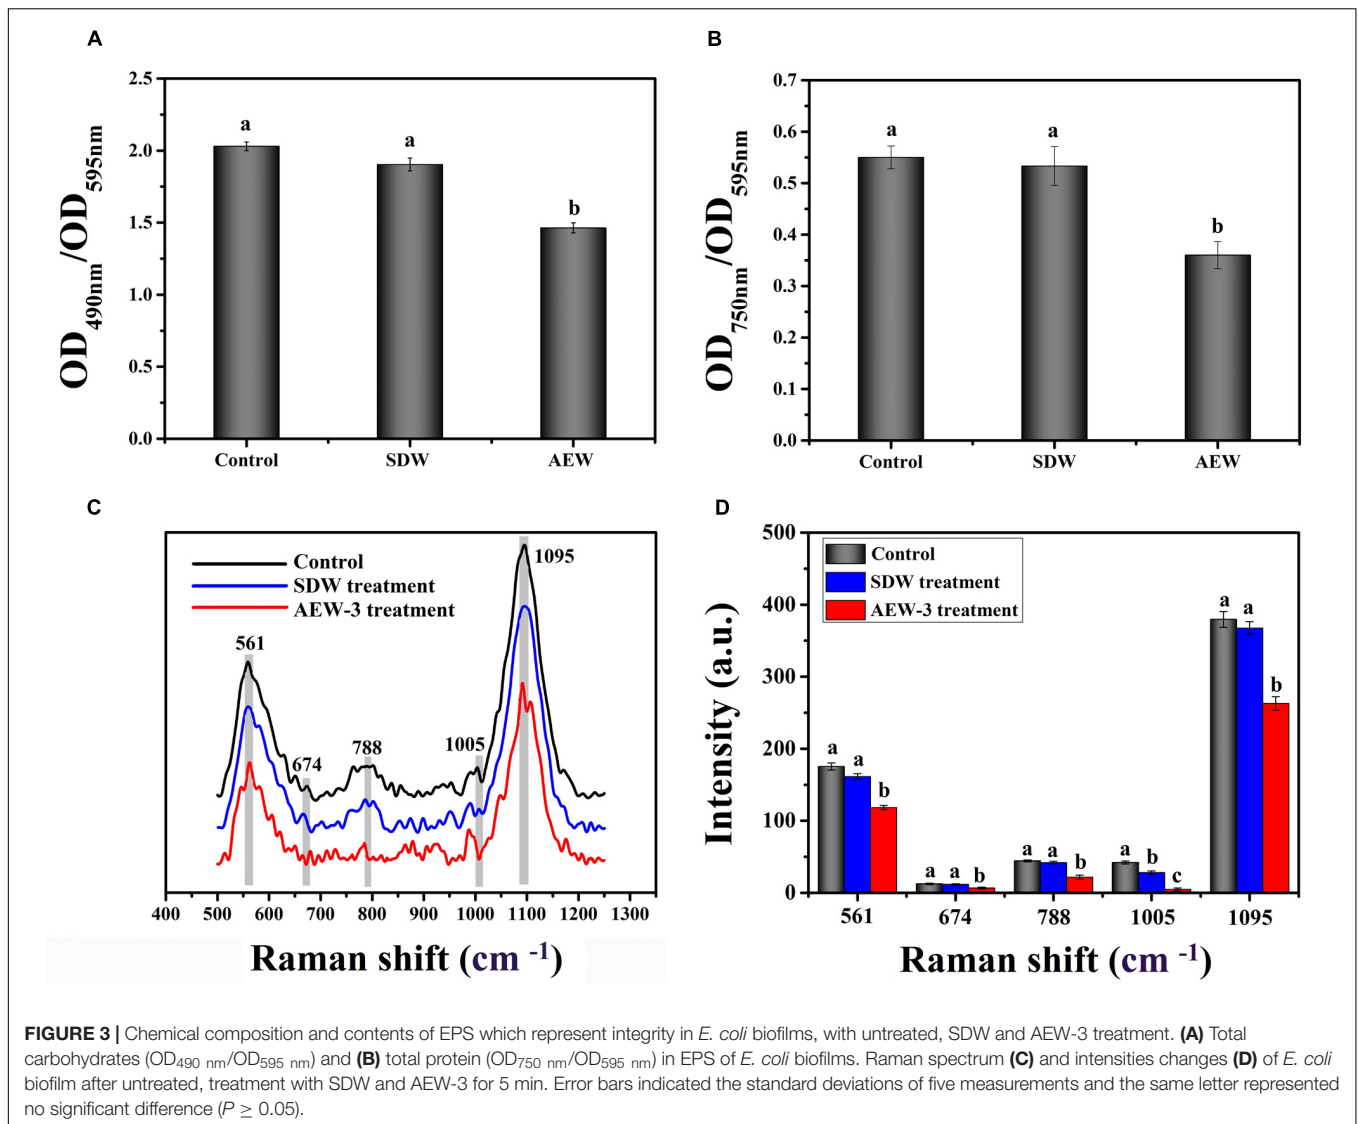 A
2.5
2.0
1.5
1.0
0.5
0.0
OD490nm/OD595nm
a
a
b
Control SDW AEW
B
0.7
0.6
0.5
0.4
0.3
0.2
0.1
0.0
OD750nm/OD595nm
a
a
b
Control SDW AEW
C
Control
SDW treatment
AEW-3 treatment
561
674
788
1005
1095
400 500 600 700 800 900 1000 1100 1200 1300
Raman shift (cm -1)
D
500
400
300
200
100
0
Intensity (a.u.)
Control
SDW treatment
AEW-3 treatment
a a b
a a b
a a b
a b c
a a b
561 674 788 1005 1095
Raman shift (cm -1)
FIGURE 3 | Chemical composition and contents of EPS which represent integrity in E. coli biofilms, with untreated, SDW and AEW-3 treatment. (A) Total
carbohydrates (OD490 nm/OD595 nm) and (B) total protein (OD750 nm/OD595 nm) in EPS of E. coli biofilms. Raman spectrum (C) and intensities changes (D) of E. coli
biofilm after untreated, treatment with SDW and AEW-3 for 5 min. Error bars indicated the standard deviations of five measurements and the same letter represented
no significant difference (P ≥ 0.05).